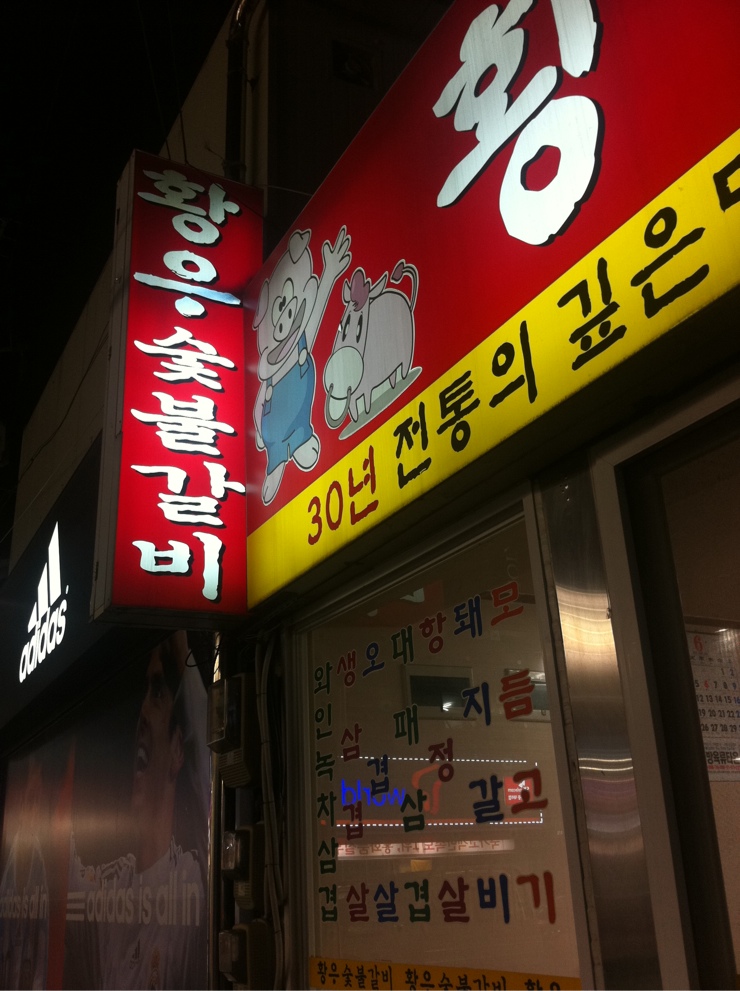 황우숯불갈비
황
30년 전통의 깊은
adidas
adidas is all in
와인녹차삼겹
생삼겹살
오겹살
대패삼겹
항정살
돼지갈비
모듬고기
황우숯불갈비 황우숯불갈비 황우